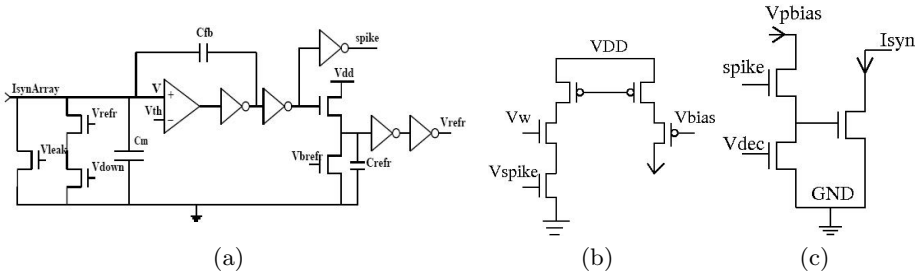 Cfb
spike
IsynArray
V
+
Vth
−
Vdd
Vrefr
Vleak
Vdown
Cm
Vbrefr
Crefr
Vrefr
(a)
VDD
Vw
Vbias
Vspike
(b)
Vpbias
Isyn
spike
Vdec
GND
(c)